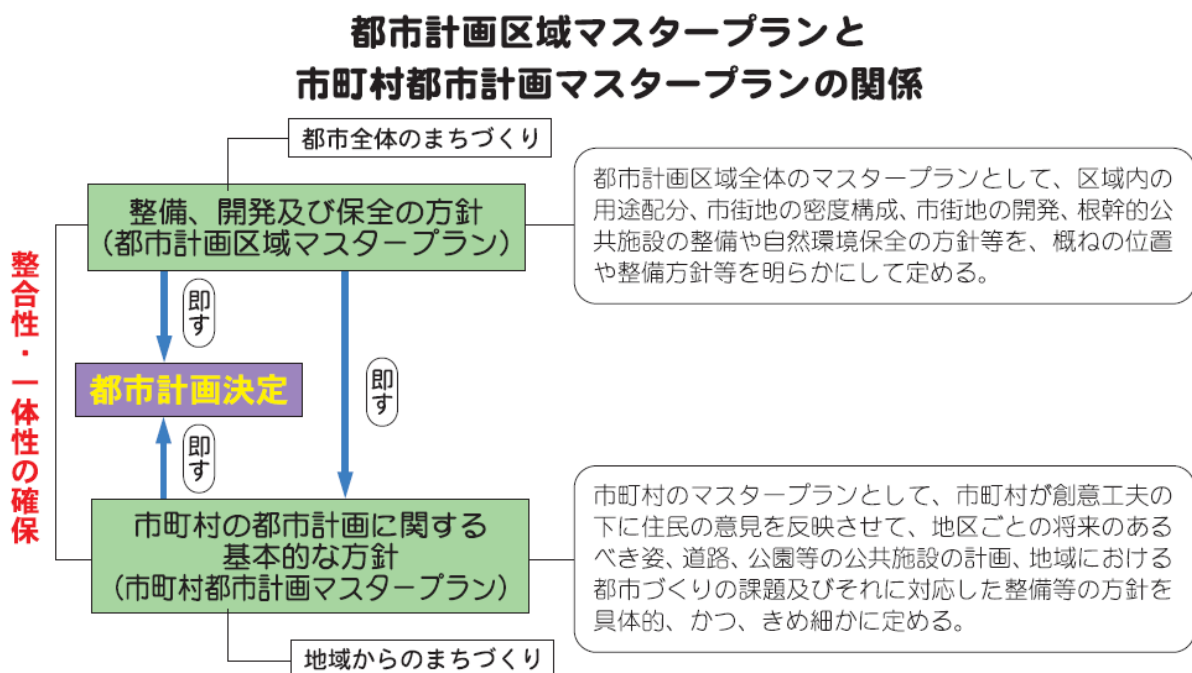 都市計画区域マスタープランと
市町村都市計画マスタープランの関係
都市全体のまちづくり
整備、開発及び保全の方針
（都市計画区域マスタープラン）
都市計画区域全体のマスタープランとして、区域内の
用途配分、市街地の密度構成、市街地の開発、根幹的公
共施設の整備や自然環境保全の方針等を、概ねの位置
や整備方針等を明らかにして定める。
整合性・一体性の確保
即す
都市計画決定
即す
即す
市町村の都市計画に関する
基本的な方針
（市町村都市計画マスタープラン）
市町村のマスタープランとして、市町村が創意工夫の
下に住民の意見を反映させて、地区ごとの将来のある
べき姿、道路、公園等の公共施設の計画、地域における
都市づくりの課題及びそれに対応した整備等の方針を
具体的、かつ、きめ細かに定める。
地域からのまちづくり